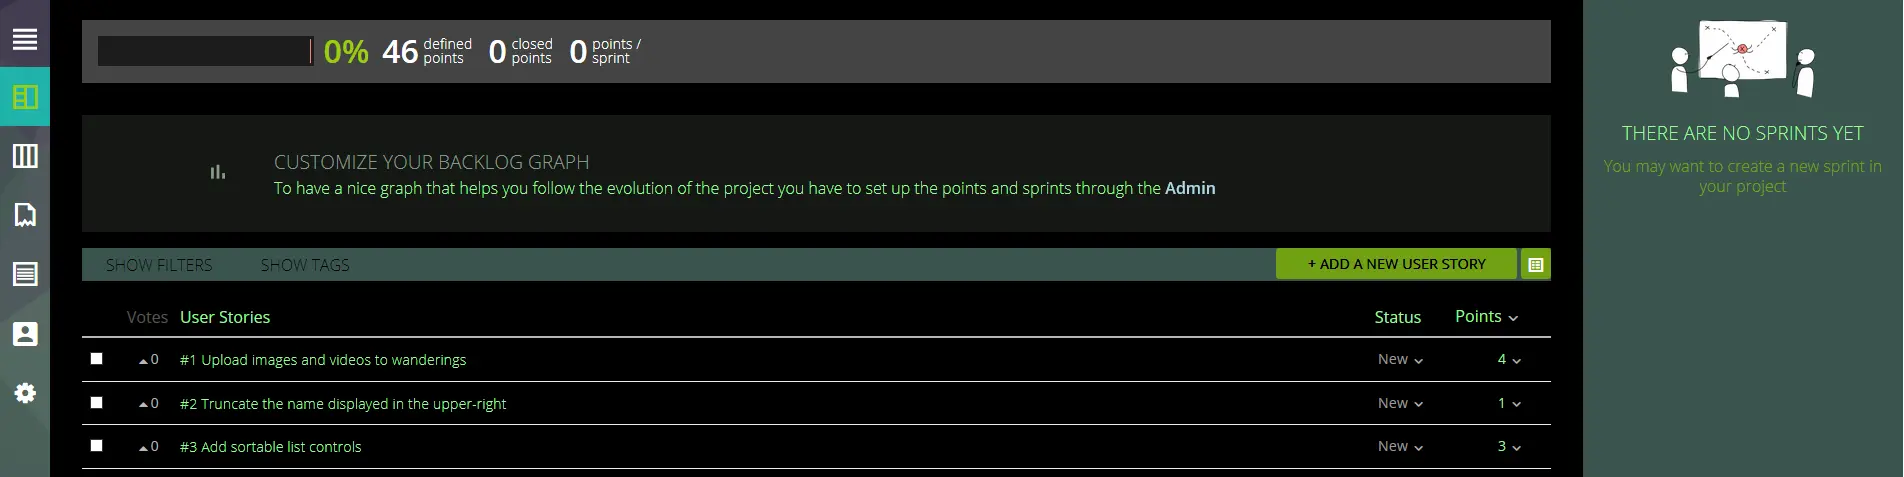 0% 46 defined points 0 closed points 0 points / sprint
CUSTOMIZE YOUR BACKLOG GRAPH
To have a nice graph that helps you follow the evolution of the project you have to set up the points and sprints through the Admin
SHOW FILTERS SHOW TAGS + ADD A NEW USER STORY
Votes User Stories Status Points
0 #1 Upload images and videos to wanderings New 4
0 #2 Truncate the name displayed in the upper-right New 1
0 #3 Add sortable list controls New 3
THERE ARE NO SPRINTS YET
You may want to create a new sprint in
your project